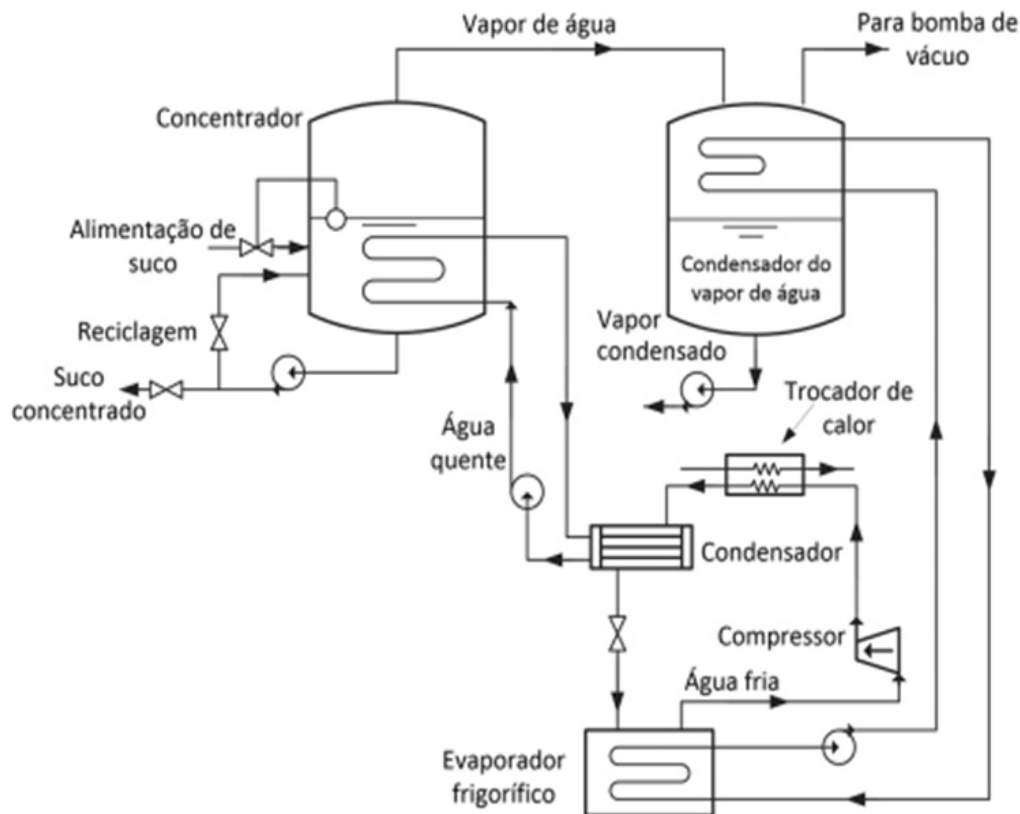 Vapor de água
Para bomba de
vácuo
Concentrador
Alimentação de
suco
Condensador do
vapor de água
Reciclagem
Vapor
condensado
Suco
concentrado
Trocador de
calor
Água
quente
Condensador
Compressor
Água fria
Evaporador
frigorífico